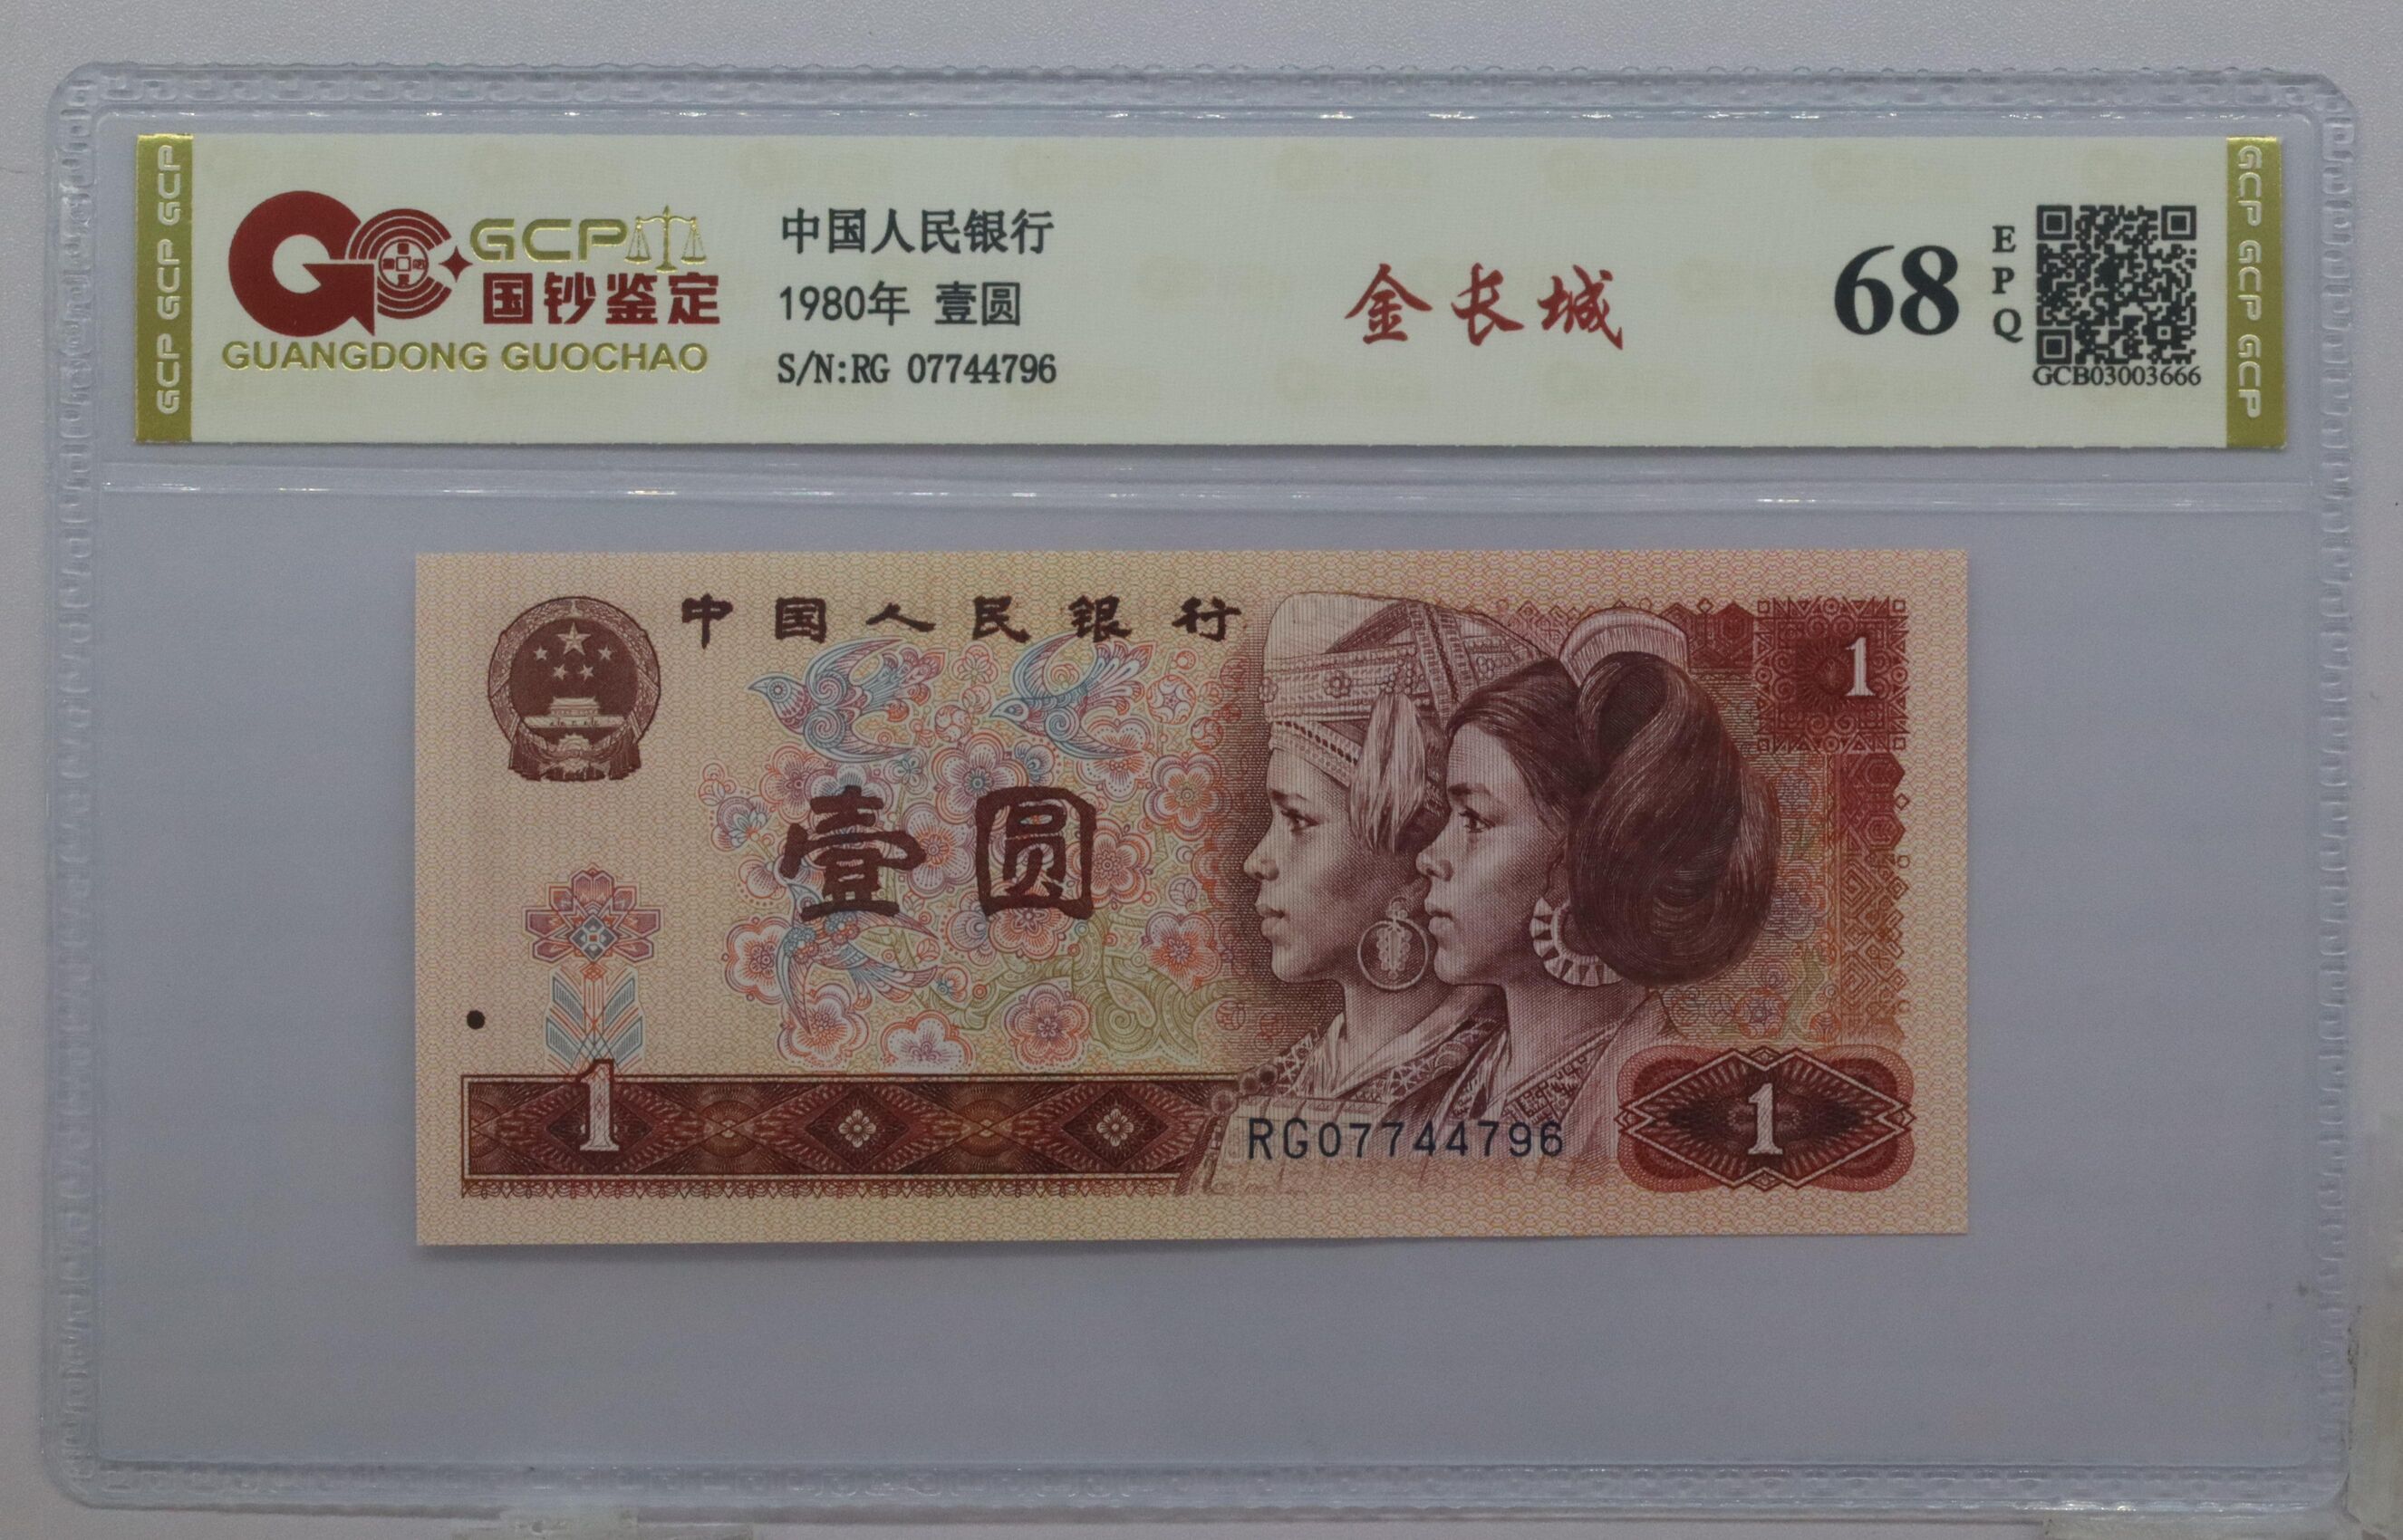 GCP GCP GCP
GCP
国钞鉴定
GUANGDONG GUOCHAO
中国人民银行
1980年 壹圆
S/N:RG 07744796
金长城
68
EPQ
GCB03003666
GCP GCP GCP
中国人民银行
1
壹圆
1
RG07744796
1